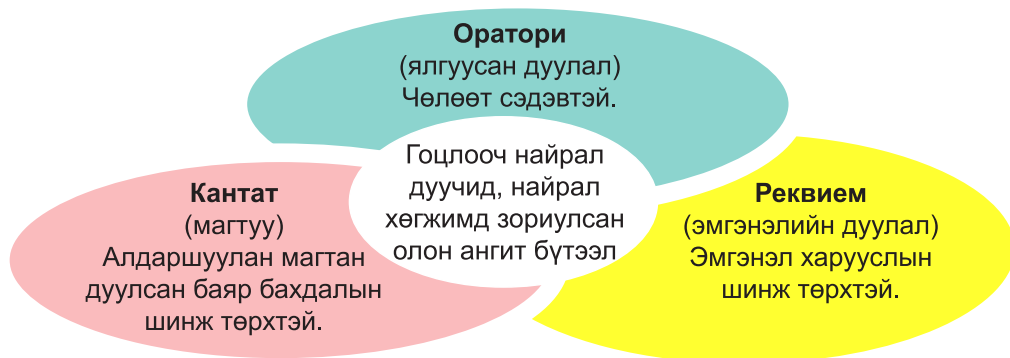 Оратори
(ялгуусан дуулал)
Чөлөөт сэдэвтэй.
Гоцлооч найрал
дуучид, найрал
хөгжимд зориулсан
олон ангит бүтээл
Кантат
(магтуу)
Алдаршуулан магтан
дуулсан баяр бахдалын
шинж төрхтэй.
Реквием
(эмгэнэлийн дуулал)
Эмгэнэл харууслын
шинж төрхтэй.